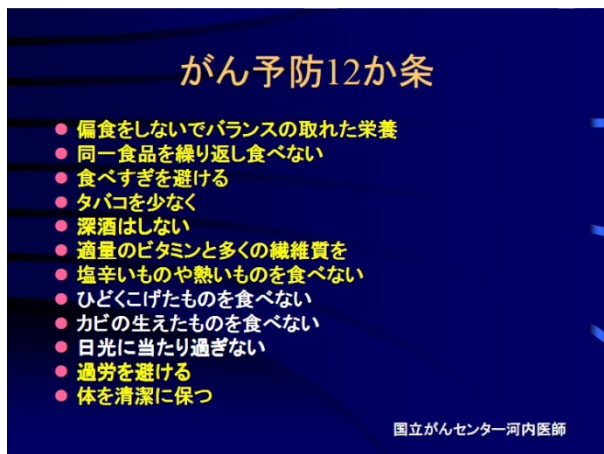 がん予防12か条
偏食をしないでバランスの取れた栄養
同一食品を繰り返し食べない
食べすぎを避ける
タバコを少なく
深酒はしない
適量のビタミンと多くの繊維質を
塩辛いものや熱いものを食べない
ひどくこげたものを食べない
カビの生えたものを食べない
日光に当たり過ぎない
過労を避ける
体を清潔に保つ
国立がんセンター河内医師